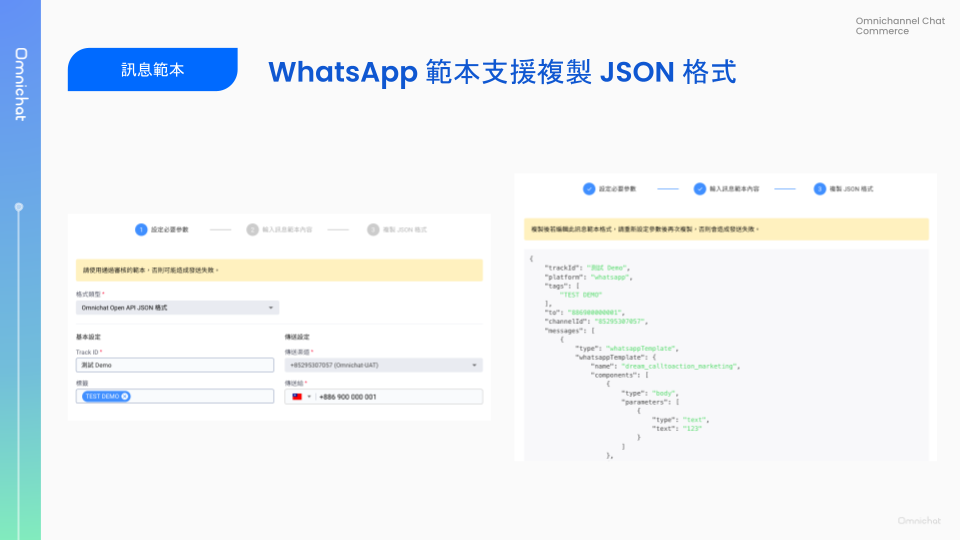 Omnichannel Chat
Commerce
Omnichat
訊息範本
WhatsApp 範本支援複製 JSON 格式
1 設定必要參數
2 輸入訊息範本內容
3 複製 JSON 格式
請使用通過審核的範本，否則可能造成發送失敗。
格式類型 *
Omnichat Open API JSON 格式
基本設定
傳送設定
Track ID *
傳送渠道 *
測試 Demo
+85295307057 (Omnichat-UAT)
標籤
傳送給 *
TEST DEMO
+886 900 000 001
設定必要參數
輸入訊息範本內容
3 複製 JSON 格式
複製後若編輯此訊息範本格式，請重新設定參數後再次複製，否則會造成發送失敗。
{
"trackId": "測試 Demo",
"platform": "whatsapp",
"tags": [
"TEST DEMO"
],
"to": "886900000001",
"channelId": "85295307057",
"messages": [
{
"type": "whatsappTemplate",
"whatsappTemplate": {
"name": "dream_calltoaction_marketing",
"components": [
{
"type": "body",
"parameters": [
{
"type": "text",
"text": "123"
}
]
},
Omnichat